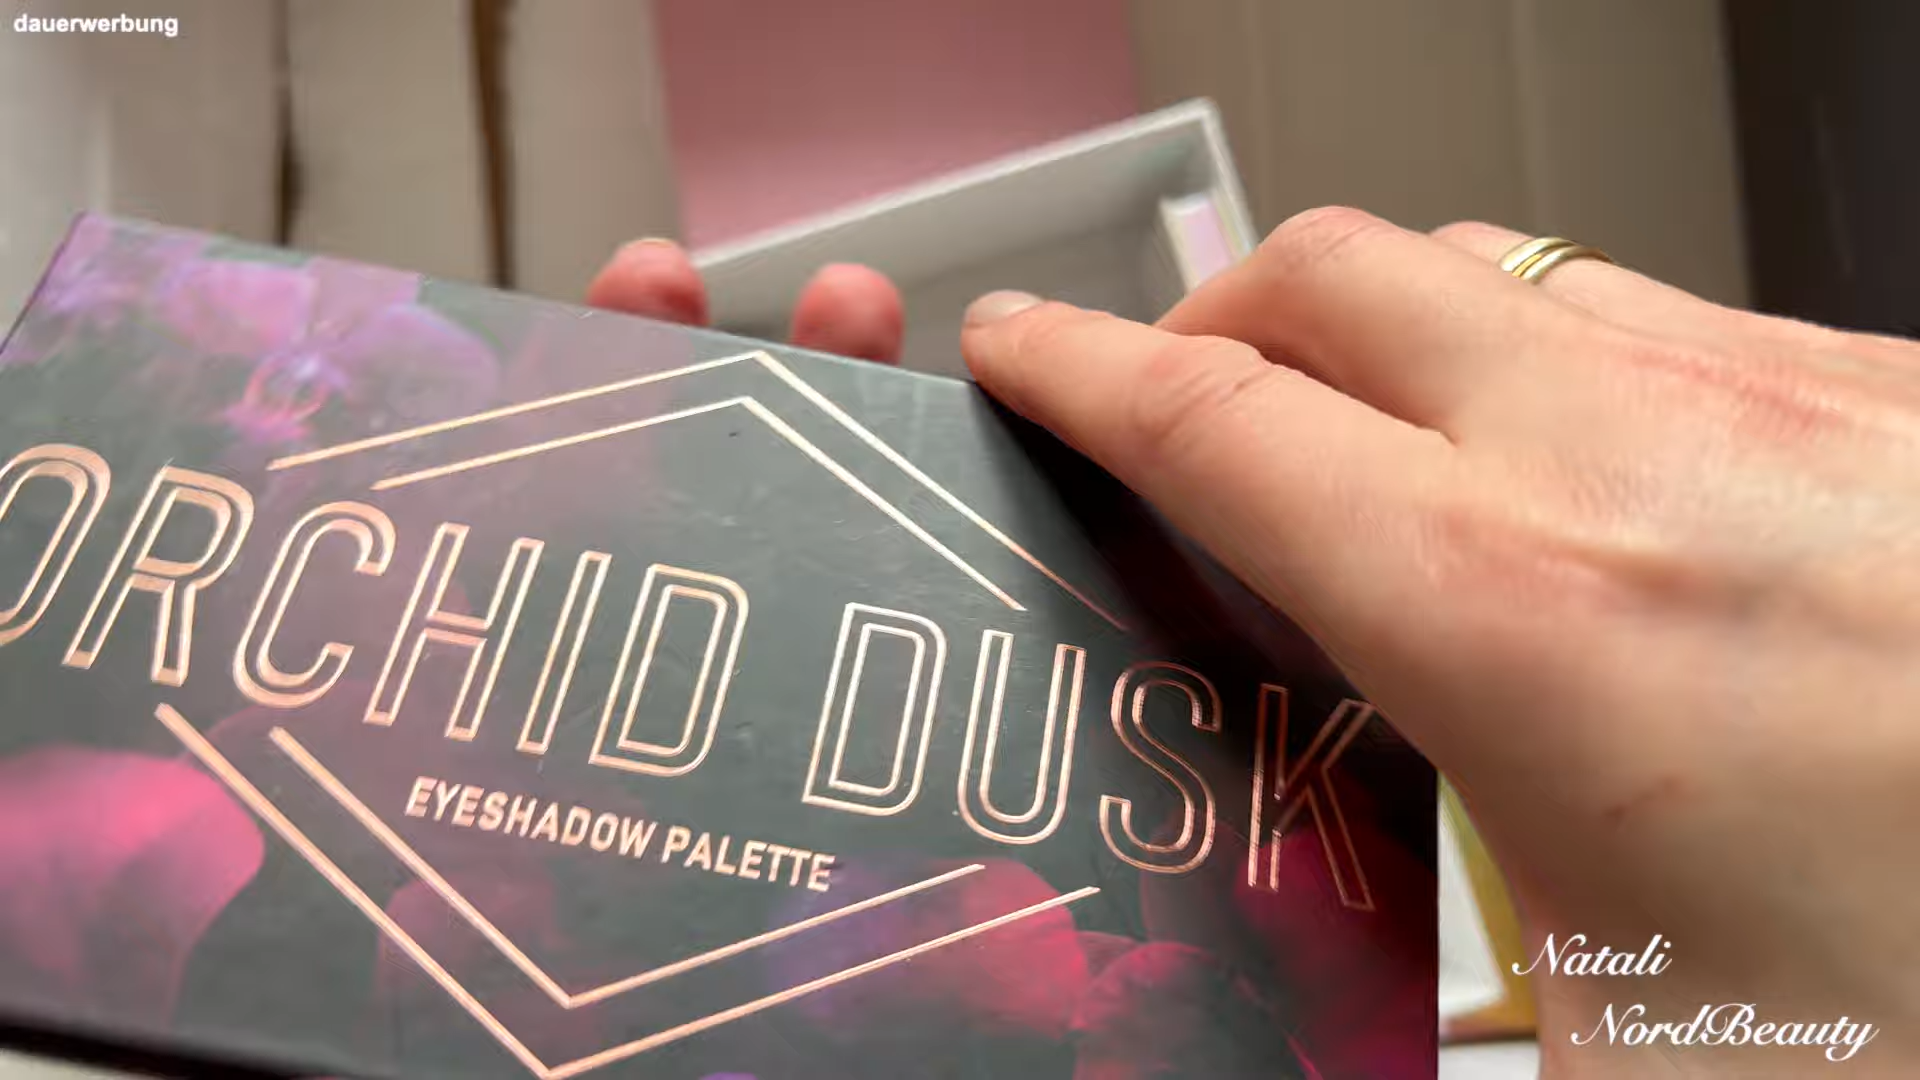 dauerwerbung
ORCHID DUSK
EYESHADOW PALETTE
Natali
NordBeauty